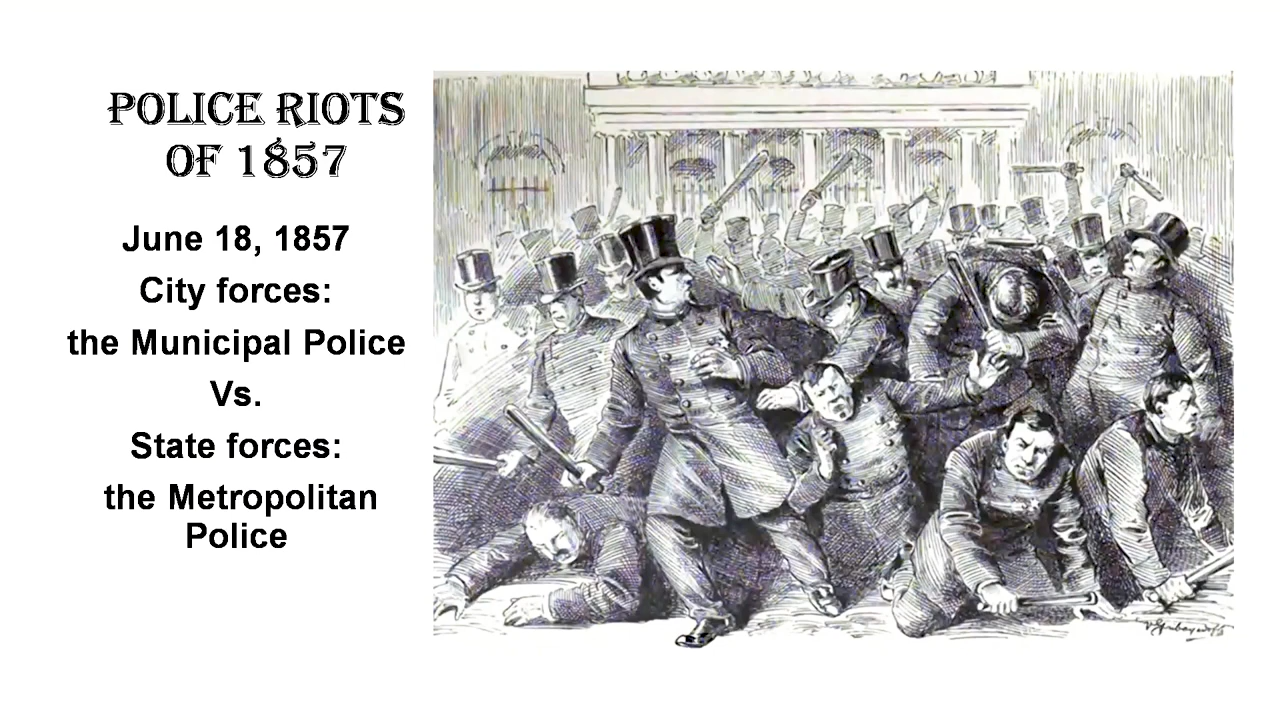 POLICE RIOTS
OF 1857
June 18, 1857
City forces:
the Municipal Police
Vs.
State forces:
the Metropolitan
Police